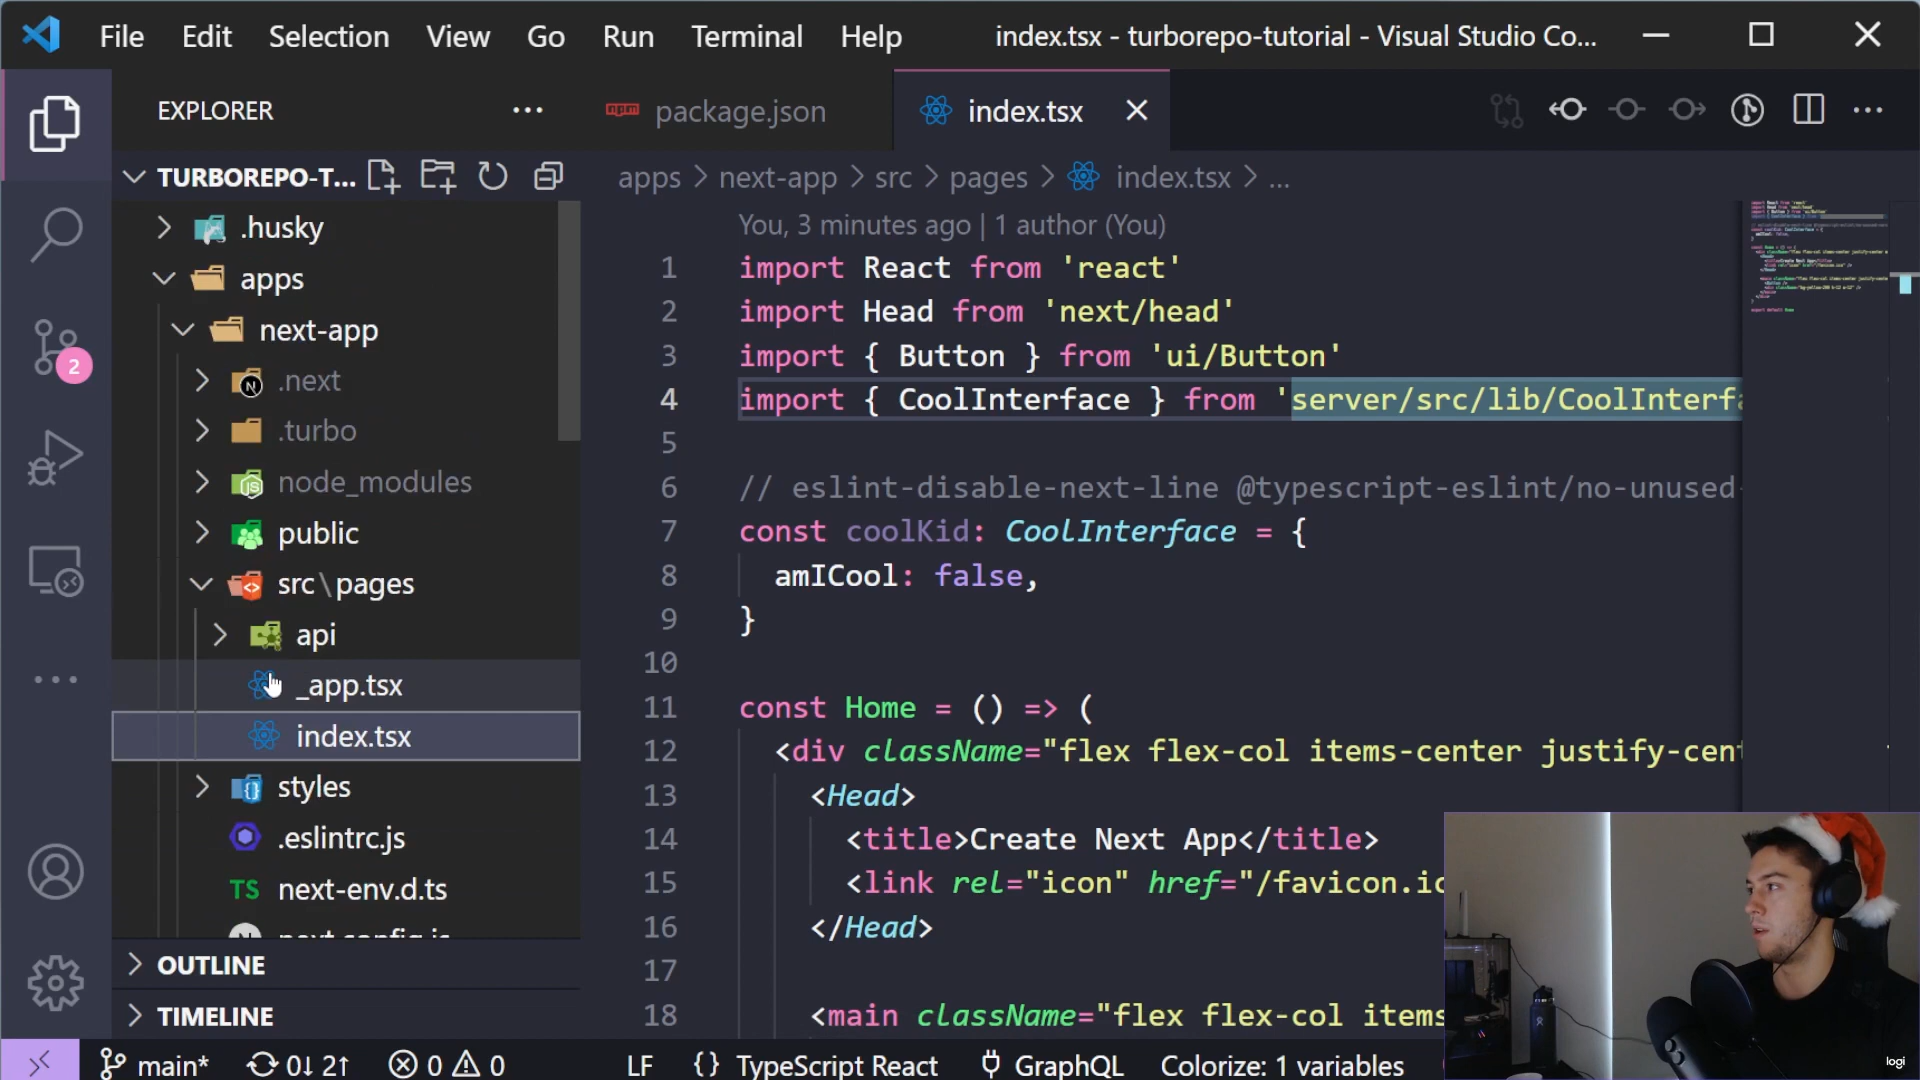 File Edit Selection View Go Run Terminal Help index.tsx - turborepo-tutorial - Visual Studio Co...
EXPLORER
package.json
index.tsx
TURBOREPO-T...
apps > next-app > src > pages > index.tsx > ...
.husky
apps
next-app
.next
.turbo
node_modules
public
src\pages
api
_app.tsx
index.tsx
styles
.eslintrc.js
TS next-env.d.ts
next.config.js
OUTLINE
TIMELINE
2
You, 3 minutes ago | 1 author (You)
1 import React from 'react'
2 import Head from 'next/head'
3 import { Button } from 'ui/Button'
4 import { CoolInterface } from 'server/src/lib/CoolInterfa
5
6 // eslint-disable-next-line @typescript-eslint/no-unused-
7 const coolKid: CoolInterface = {
8 amICool: false,
9 }
10
11 const Home = () => (
12 <div className="flex flex-col items-center justify-cent
13 <Head>
14 <title>Create Next App</title>
15 <link rel="icon" href="/favicon.ic
16 </Head>
17
18 <main className="flex flex-col items
main* 0↓ 2↑ 0 0 LF {} TypeScript React GraphQL Colorize: 1 variables
logi